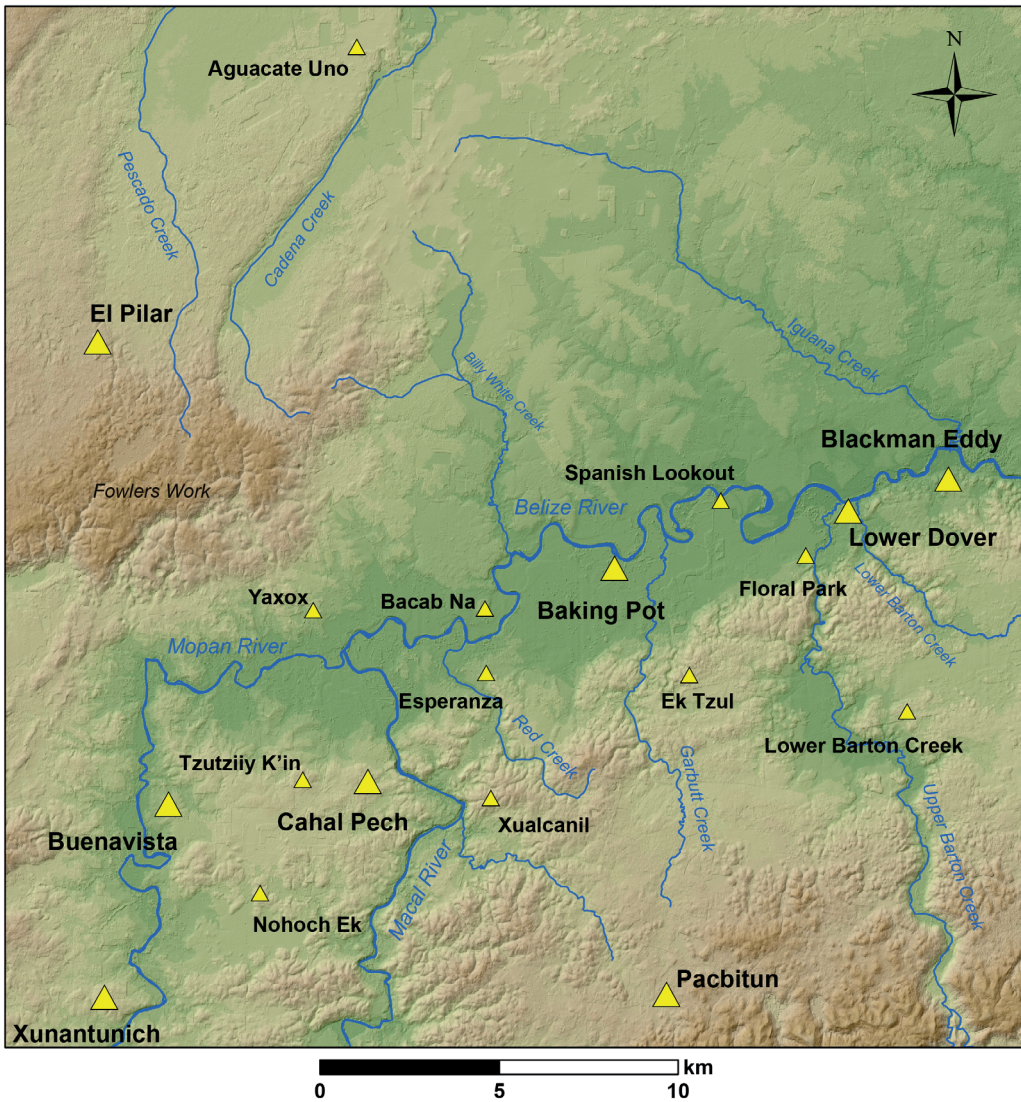 N
Aguacate Uno
Pescado Creek
Cadena Creek
El Pilar
Iguana Creek
Billy White Creek
Blackman Eddy
Spanish Lookout
Fowlers Work
Belize River
Lower Dover
Floral Park
Lower Barton Creek
Yaxox
Bacab Na
Baking Pot
Mopan River
Esperanza
Ek Tzul
Red Creek
Lower Barton Creek
Tzutziiy K'in
Garbutt Creek
Cahal Pech
Xualcanil
Buenavista
Upper Barton Creek
Macal River
Nohoch Ek
Pacbitun
Xunantunich
km
0 5 10